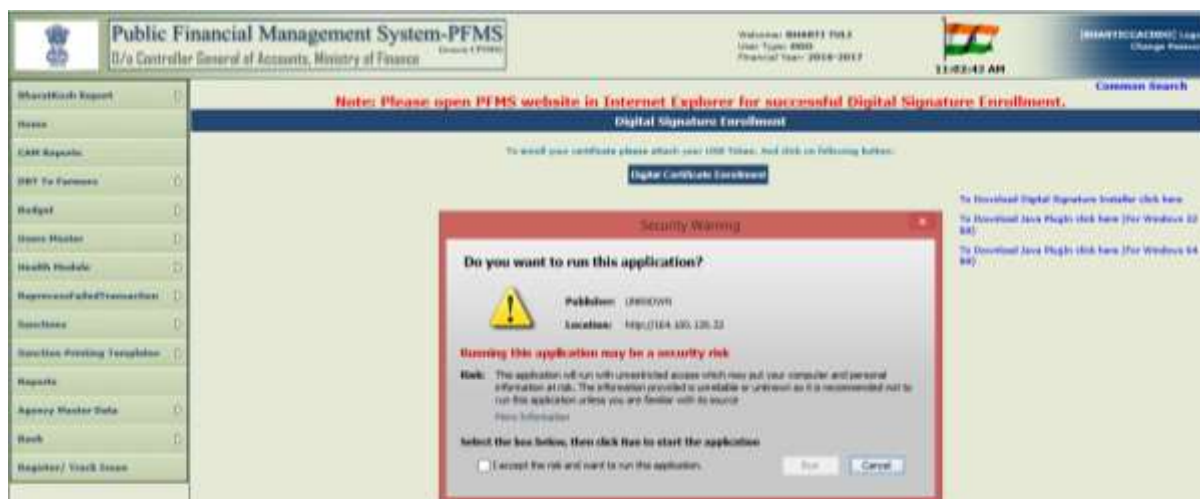 Public Financial Management System-PFMS
O/o Controller General of Accounts, Ministry of Finance
Welcome: BHARTI
User Type:
Financial Year: 2016-2017
11:02:43 AM
Change
Common Search
BharatKosh Report
Home
CAM Reports
DBT To Farmers
Budget
Users Master
Health Module
ReprocessFailedTransaction
Sanctions
Sanction Printing Templates
Reports
Agency Master Data
Bank
Register/ Track Issue
Note: Please open PFMS website in Internet Explorer for successful Digital Signature Enrollment.
Digital Signature Enrollment
To enroll your certificate please attach your USB Token. And click on following button.
Digital Certificate Enrollment
To Download Digital Signature Installer click here
To Download Java Plugin click here (For Windows 32
Bit)
To Download Java Plugin click here (For Windows 64
Bit)
Security Warning
Do you want to run this application?
Publisher: UNKNOWN
Location:
Running this application may be a security risk
Risk: This application will run with unrestricted access which may put your computer and personal
information at risk. The information provided is unreliable or unknown so it is recommended not to
run this application unless you are familiar with its source
More Information
Select the box below, then click Run to start the application
I accept the risk and want to run this application.
Run
Cancel